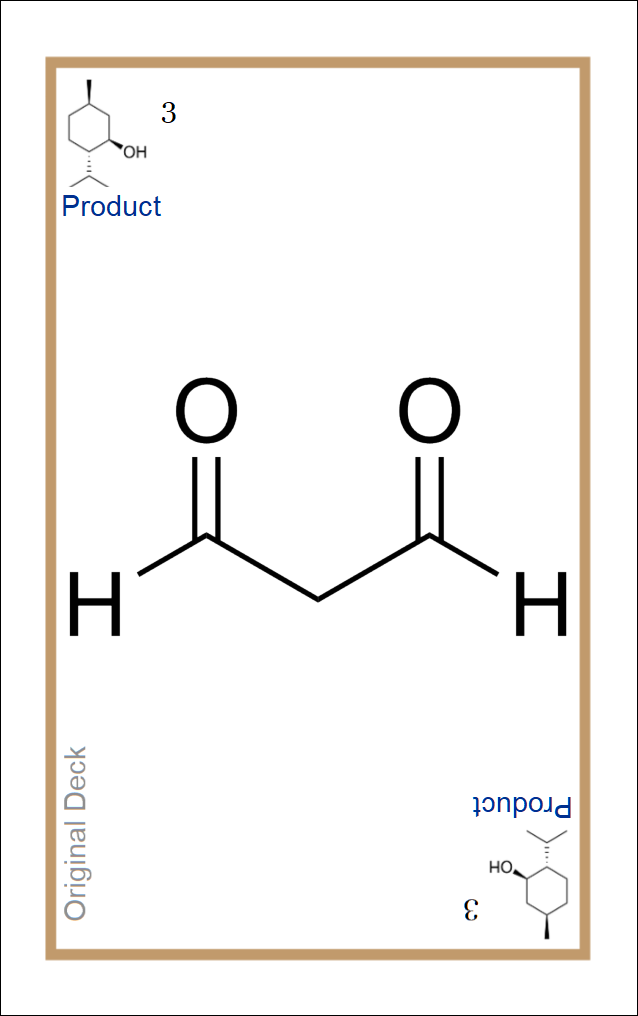 3
OH
Product
O O
H H
Original Deck
Product
HO
3